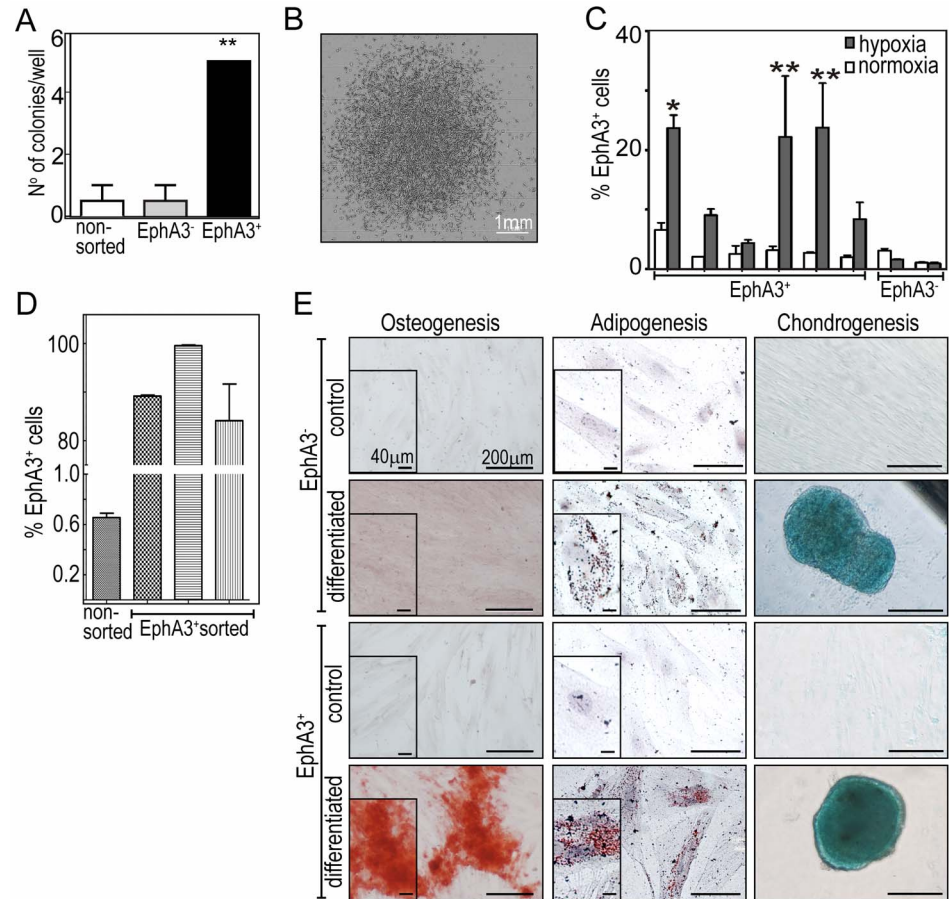 A
Nº of colonies/well
6
4
2
0
**
non-
sorted
EphA3-
EphA3+
B
1mm
C
% EphA3+ cells
40
20
0
hypoxia
normoxia
*
**
**
EphA3+
EphA3-
D
% EphA3+ cells
100
80
1.0
0.6
0.2
non-
sorted
EphA3+sorted
E
Osteogenesis
Adipogenesis
Chondrogenesis
EphA3-
control
40µm
200µm
differentiated
EphA3+
control
differentiated